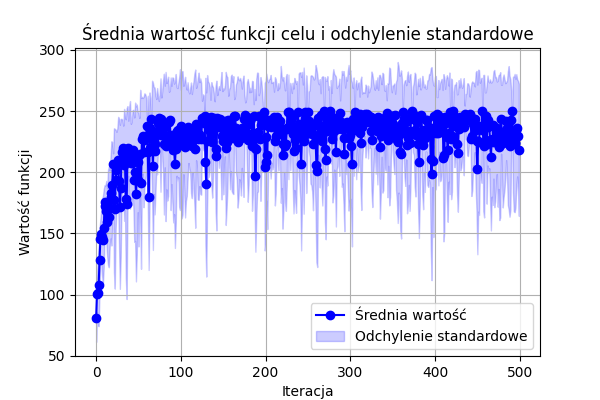 Średnia wartość funkcji celu i odchylenie standardowe
300
250
200
150
100
50
Wartość funkcji
Średnia wartość
Odchylenie standardowe
0 100 200 300 400 500
Iteracja